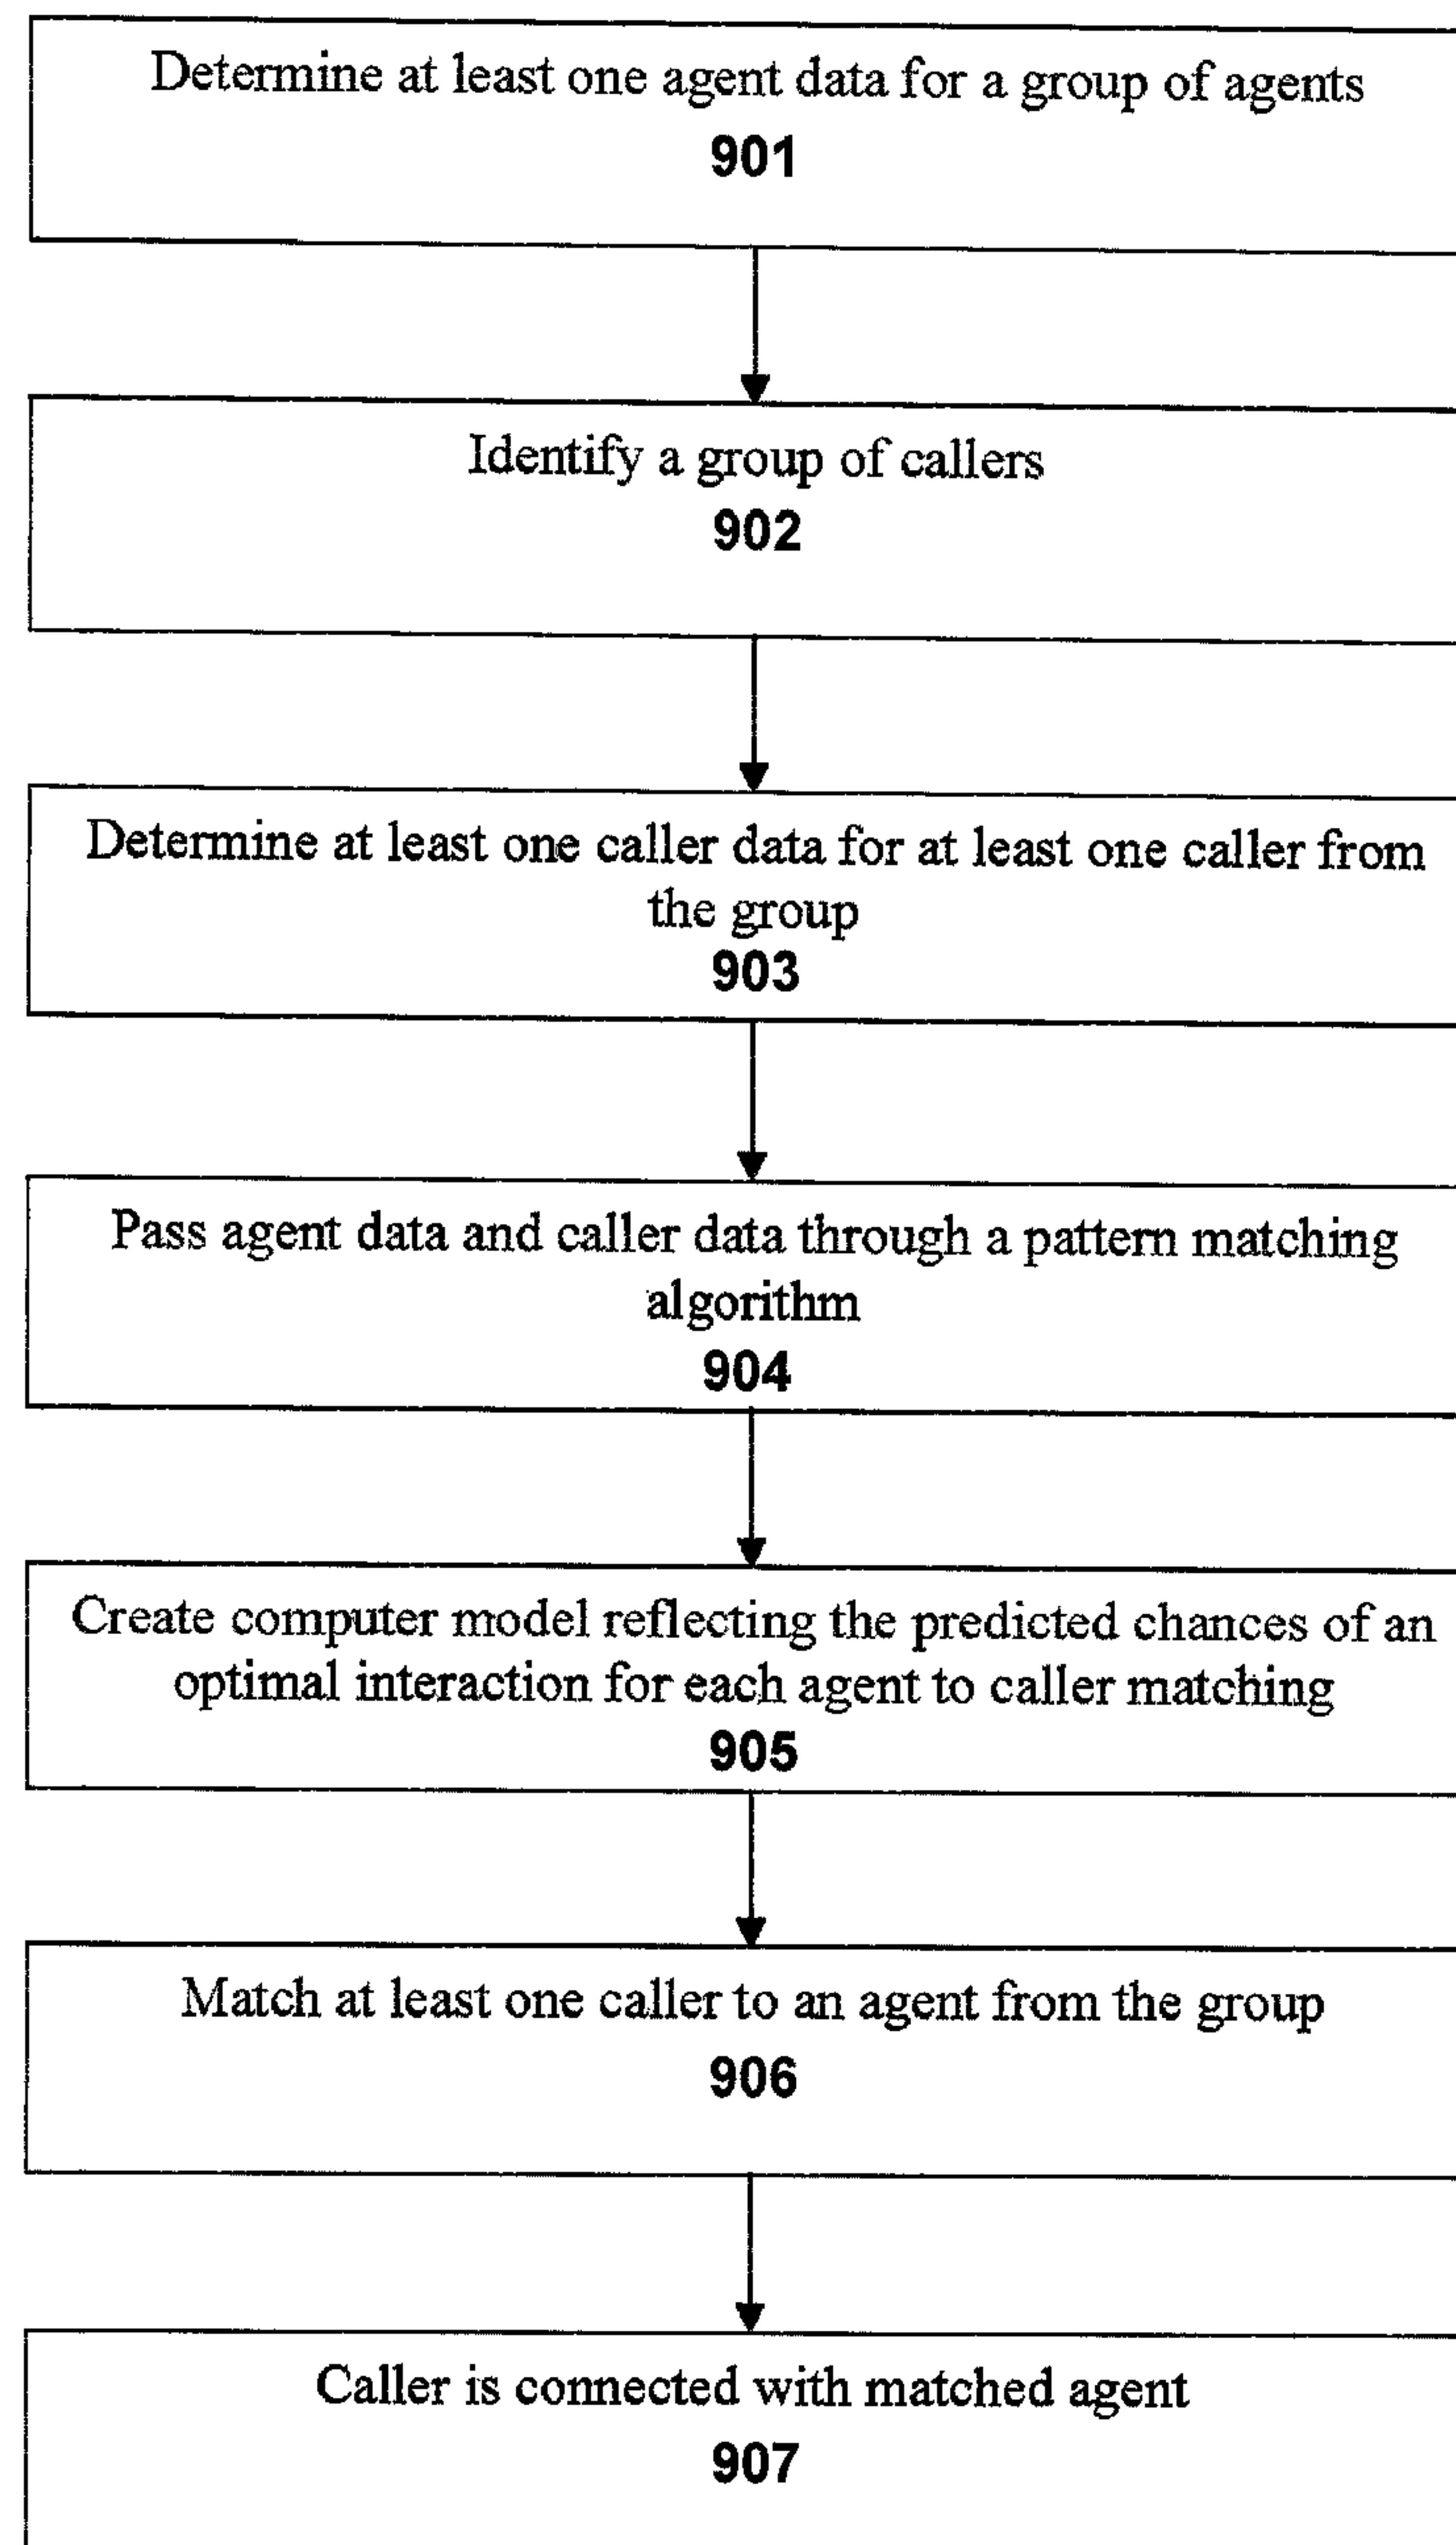 Determine at least one agent data for a group of agents
901
Identify a group of callers
902
Determine at least one caller data for at least one caller from
the group
903
Pass agent data and caller data through a pattern matching
algorithm
904
Create computer model reflecting the predicted chances of an
optimal interaction for each agent to caller matching
905
Match at least one caller to an agent from the group
906
Caller is connected with matched agent
907